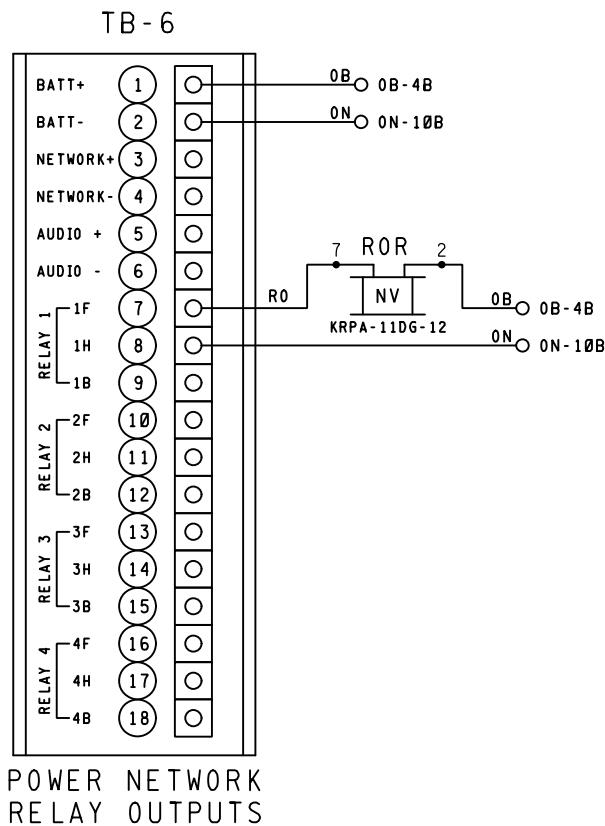 TB-6
BATT+ 1 0B 0B-4B
BATT- 2 0N 0N-10B
NETWORK+ 3
NETWORK- 4
AUDIO + 5
AUDIO - 6
7 ROR 2
NV
KRPA-11DG-12
RELAY 1
1F 7 RO 0B 0B-4B
1H 8 0N 0N-10B
1B 9
RELAY 2
2F 10
2H 11
2B 12
RELAY 3
3F 13
3H 14
3B 15
RELAY 4
4F 16
4H 17
4B 18
POWER NETWORK
RELAY OUTPUTS